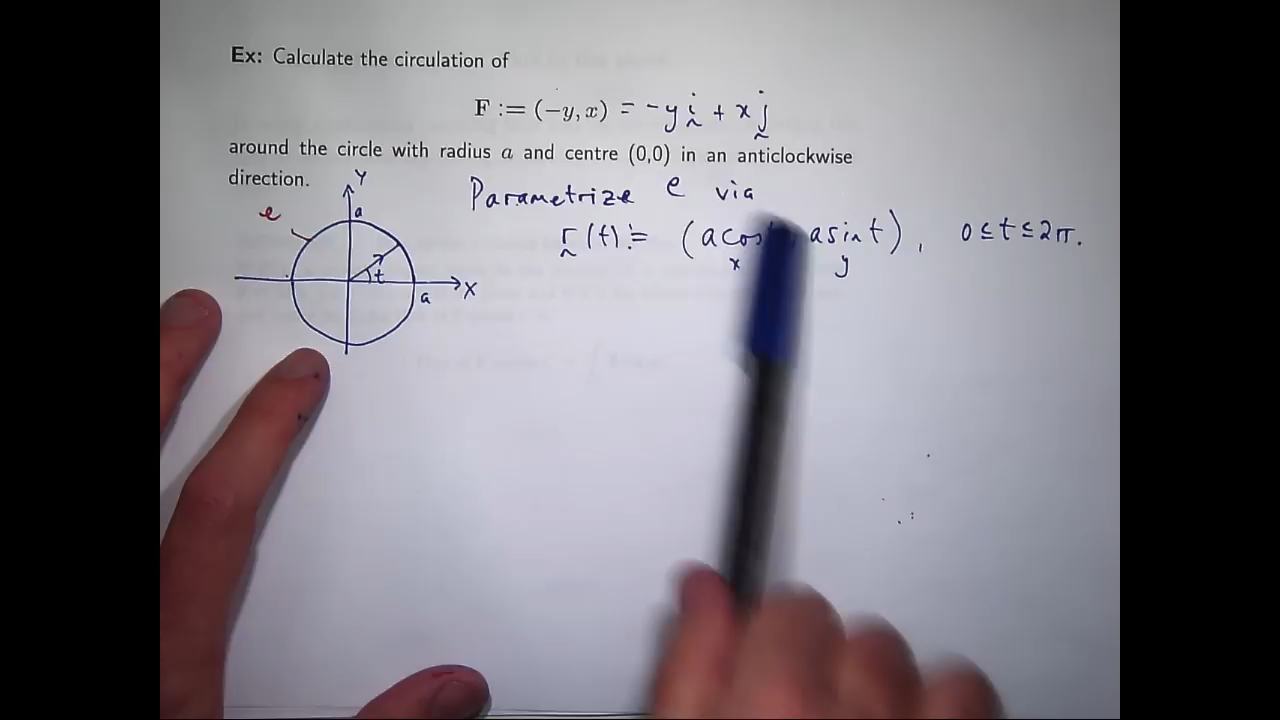 Ex: Calculate the circulation of
F := (−y, x) = -y i + x j
around the circle with radius a and centre (0,0) in an anticlockwise
direction.
Parametrize C via
r(t) := (a cos , a sin t), 0 ≤ t ≤ 2π.
x y
Y
a
C
t
a X